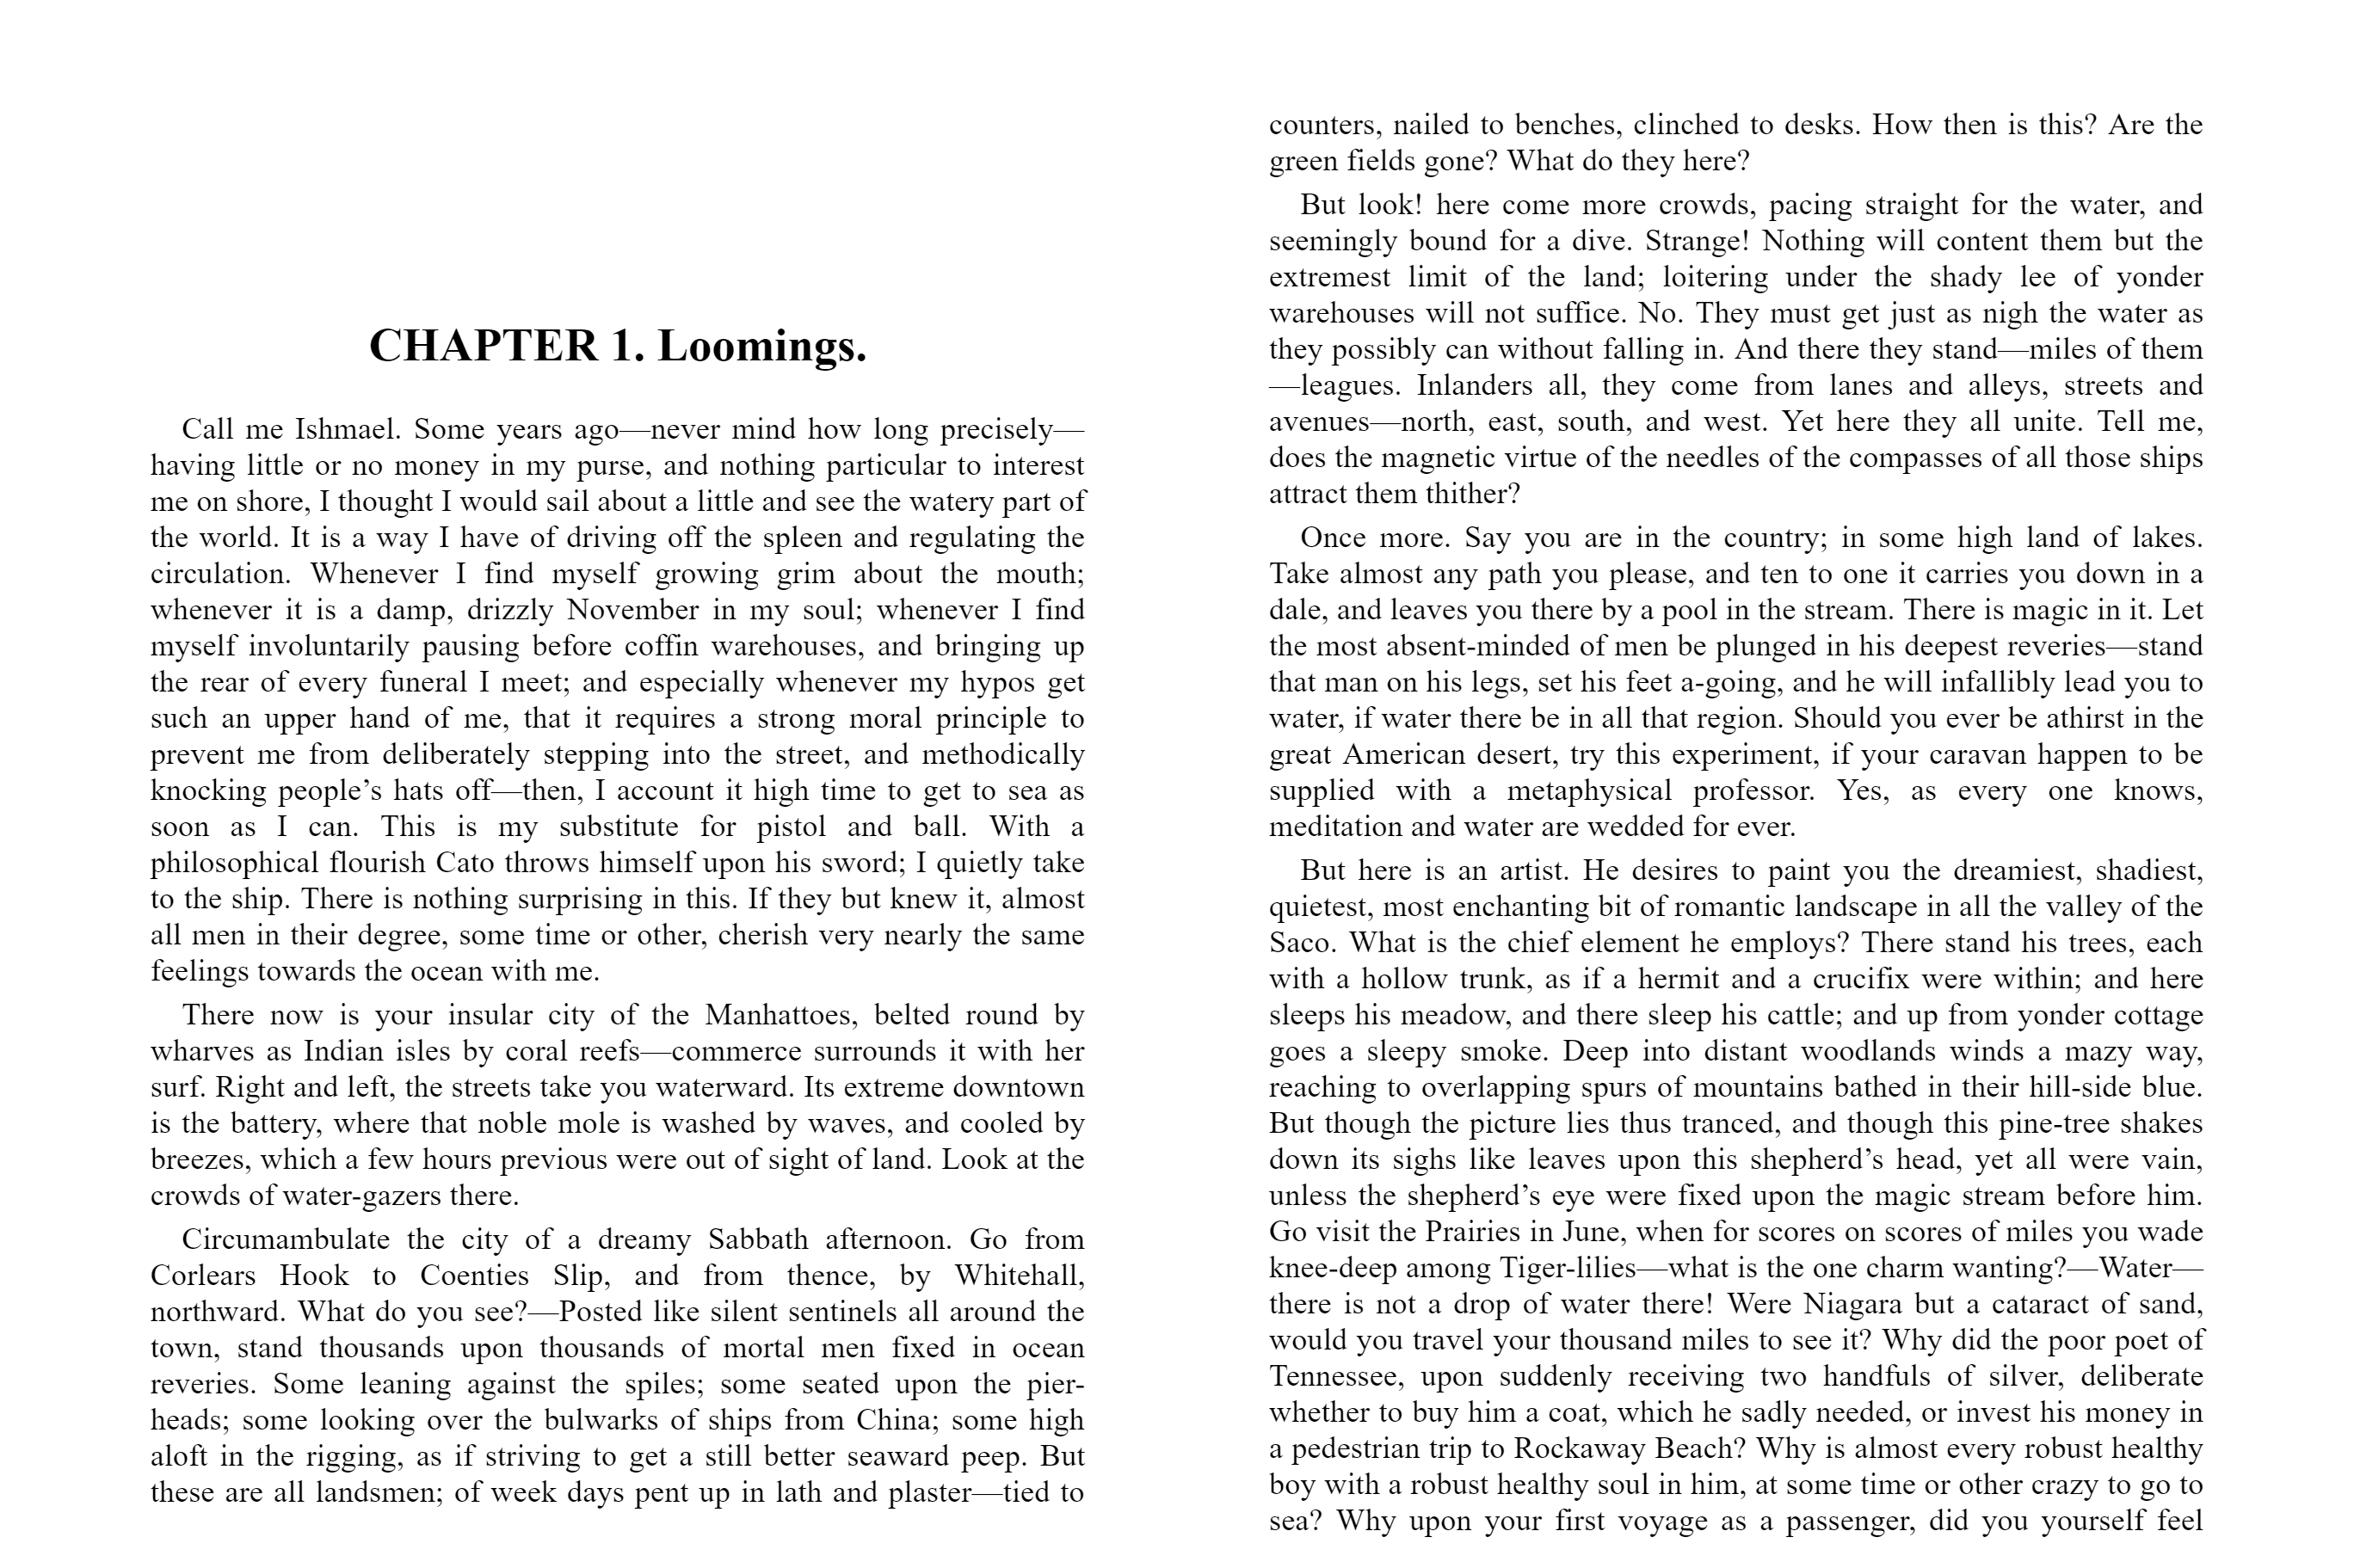 CHAPTER 1. Loomings.
Call me Ishmael. Some years ago—never mind how long precisely—
having little or no money in my purse, and nothing particular to interest
me on shore, I thought I would sail about a little and see the watery part of
the world. It is a way I have of driving off the spleen and regulating the
circulation. Whenever I find myself growing grim about the mouth;
whenever it is a damp, drizzly November in my soul; whenever I find
myself involuntarily pausing before coffin warehouses, and bringing up
the rear of every funeral I meet; and especially whenever my hypos get
such an upper hand of me, that it requires a strong moral principle to
prevent me from deliberately stepping into the street, and methodically
knocking people’s hats off—then, I account it high time to get to sea as
soon as I can. This is my substitute for pistol and ball. With a
philosophical flourish Cato throws himself upon his sword; I quietly take
to the ship. There is nothing surprising in this. If they but knew it, almost
all men in their degree, some time or other, cherish very nearly the same
feelings towards the ocean with me.
There now is your insular city of the Manhattoes, belted round by
wharves as Indian isles by coral reefs—commerce surrounds it with her
surf. Right and left, the streets take you waterward. Its extreme downtown
is the battery, where that noble mole is washed by waves, and cooled by
breezes, which a few hours previous were out of sight of land. Look at the
crowds of water-gazers there.
Circumambulate the city of a dreamy Sabbath afternoon. Go from
Corlears Hook to Coenties Slip, and from thence, by Whitehall,
northward. What do you see?—Posted like silent sentinels all around the
town, stand thousands upon thousands of mortal men fixed in ocean
reveries. Some leaning against the spiles; some seated upon the pier-
heads; some looking over the bulwarks of ships from China; some high
aloft in the rigging, as if striving to get a still better seaward peep. But
these are all landsmen; of week days pent up in lath and plaster—tied to
counters, nailed to benches, clinched to desks. How then is this? Are the
green fields gone? What do they here?
But look! here come more crowds, pacing straight for the water, and
seemingly bound for a dive. Strange! Nothing will content them but the
extremest limit of the land; loitering under the shady lee of yonder
warehouses will not suffice. No. They must get just as nigh the water as
they possibly can without falling in. And there they stand—miles of them
—leagues. Inlanders all, they come from lanes and alleys, streets and
avenues—north, east, south, and west. Yet here they all unite. Tell me,
does the magnetic virtue of the needles of the compasses of all those ships
attract them thither?
Once more. Say you are in the country; in some high land of lakes.
Take almost any path you please, and ten to one it carries you down in a
dale, and leaves you there by a pool in the stream. There is magic in it. Let
the most absent-minded of men be plunged in his deepest reveries—stand
that man on his legs, set his feet a-going, and he will infallibly lead you to
water, if water there be in all that region. Should you ever be athirst in the
great American desert, try this experiment, if your caravan happen to be
supplied with a metaphysical professor. Yes, as every one knows,
meditation and water are wedded for ever.
But here is an artist. He desires to paint you the dreamiest, shadiest,
quietest, most enchanting bit of romantic landscape in all the valley of the
Saco. What is the chief element he employs? There stand his trees, each
with a hollow trunk, as if a hermit and a crucifix were within; and here
sleeps his meadow, and there sleep his cattle; and up from yonder cottage
goes a sleepy smoke. Deep into distant woodlands winds a mazy way,
reaching to overlapping spurs of mountains bathed in their hill-side blue.
But though the picture lies thus tranced, and though this pine-tree shakes
down its sighs like leaves upon this shepherd’s head, yet all were vain,
unless the shepherd’s eye were fixed upon the magic stream before him.
Go visit the Prairies in June, when for scores on scores of miles you wade
knee-deep among Tiger-lilies—what is the one charm wanting?—Water—
there is not a drop of water there! Were Niagara but a cataract of sand,
would you travel your thousand miles to see it? Why did the poor poet of
Tennessee, upon suddenly receiving two handfuls of silver, deliberate
whether to buy him a coat, which he sadly needed, or invest his money in
a pedestrian trip to Rockaway Beach? Why is almost every robust healthy
boy with a robust healthy soul in him, at some time or other crazy to go to
sea? Why upon your first voyage as a passenger, did you yourself feel